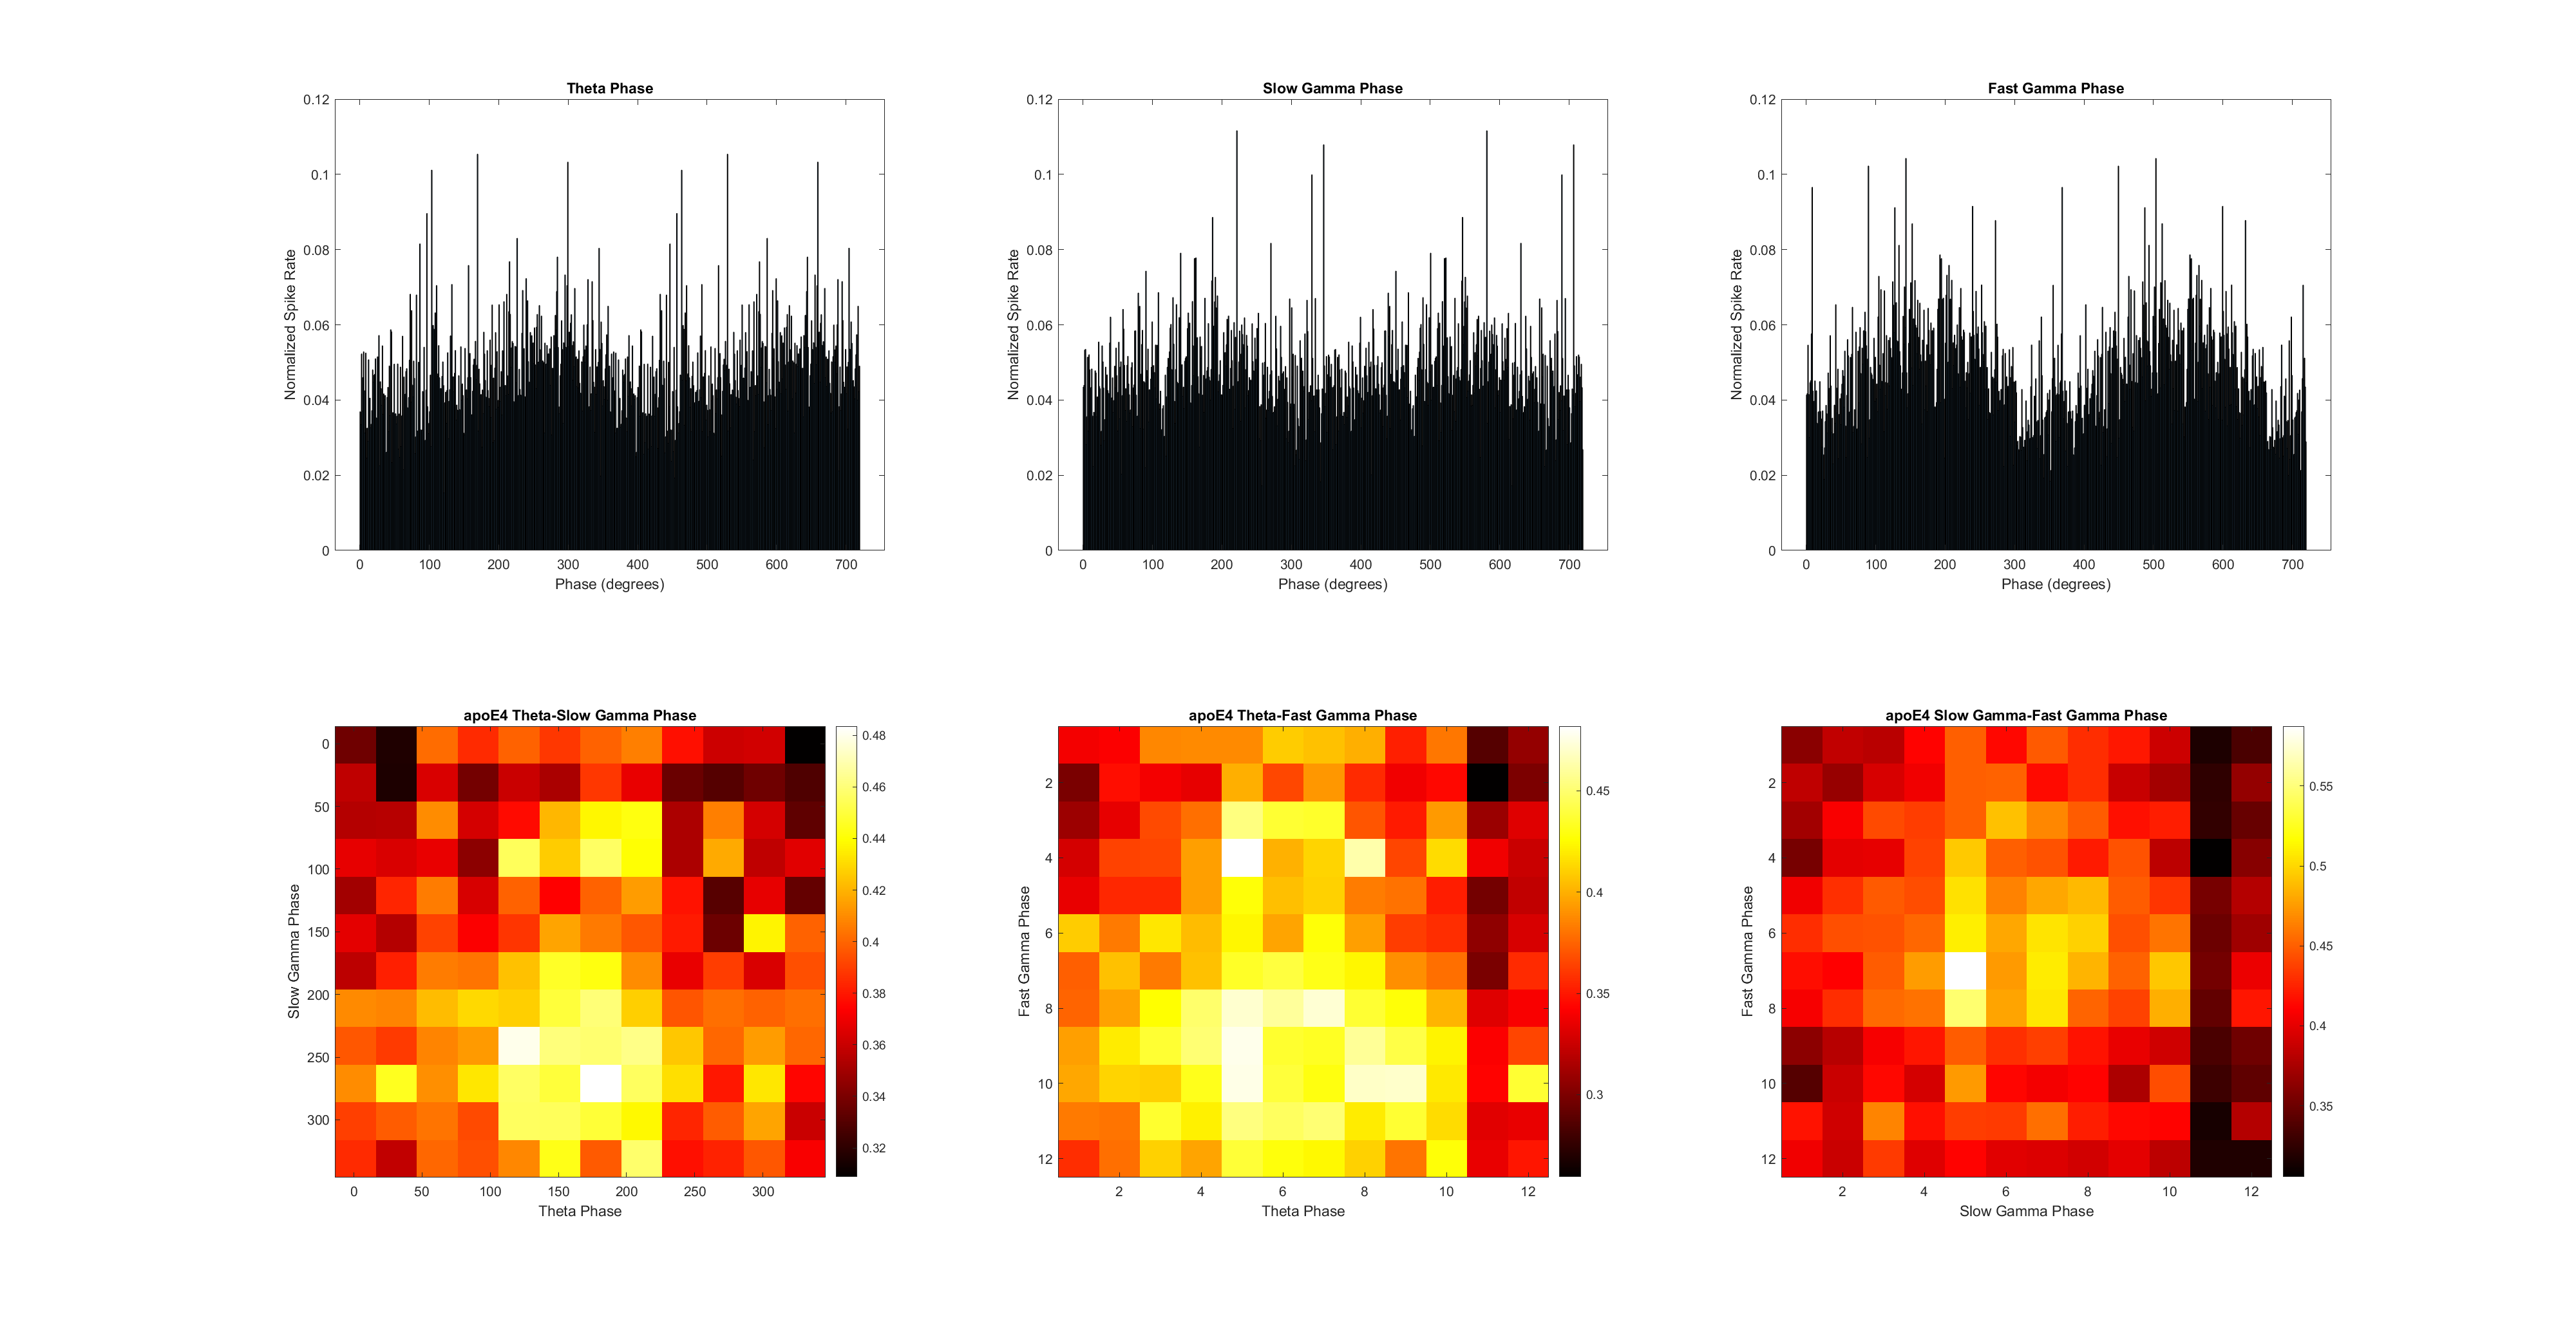 Theta Phase
0.12
0.1
0.08
0.06
0.04
0.02
0
Normalized Spike Rate
0 100 200 300 400 500 600 700
Phase (degrees)
Slow Gamma Phase
0.12
0.1
0.08
0.06
0.04
0.02
0
Normalized Spike Rate
0 100 200 300 400 500 600 700
Phase (degrees)
Fast Gamma Phase
0.12
0.1
0.08
0.06
0.04
0.02
0
Normalized Spike Rate
0 100 200 300 400 500 600 700
Phase (degrees)
apoE4 Theta-Slow Gamma Phase
0
50
100
150
200
250
300
Slow Gamma Phase
0 50 100 150 200 250 300
Theta Phase
0.48
0.46
0.44
0.42
0.4
0.38
0.36
0.34
0.32
apoE4 Theta-Fast Gamma Phase
2
4
6
8
10
12
Fast Gamma Phase
2 4 6 8 10 12
Theta Phase
0.45
0.4
0.35
0.3
apoE4 Slow Gamma-Fast Gamma Phase
2
4
6
8
10
12
Fast Gamma Phase
2 4 6 8 10 12
Slow Gamma Phase
0.55
0.5
0.45
0.4
0.35